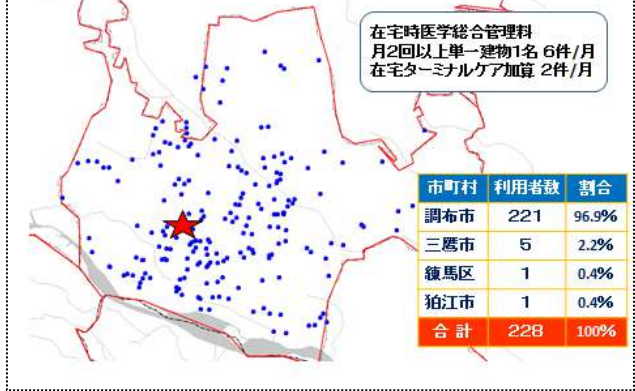 在宅時医学総合管理料
月2回以上単一建物1名 6件/月
在宅ターミナルケア加算 2件/月
市町村 利用者数 割合
調布市 221 96.9%
三鷹市 5 2.2%
練馬区 1 0.4%
狛江市 1 0.4%
合計 228 100%